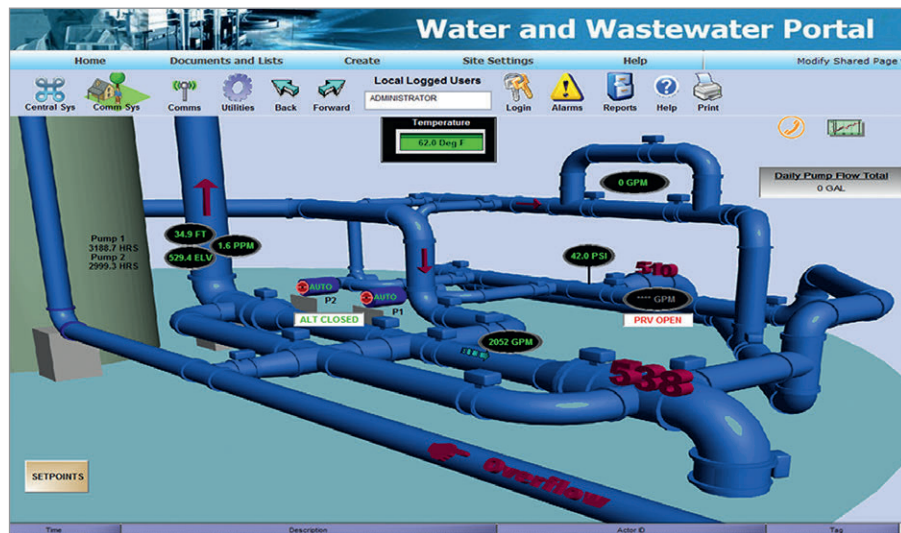 Water and Wastewater Portal
Home Documents and Lists Create Site Settings Help Modify Shared Page
Local Logged Users
ADMINISTRATOR
Central Sys Comm Sys Comms Utilities Back Forward Login Alarms Reports Help Print
Temperature
62.0 Deg F
Daily Pump Flow Total
0 GAL
0 GPM
Pump 1
3188.7 HRS
Pump 2
2999.3 HRS
34.9 FT
1.6 PPM
529.4 ELV
42.0 PSI
510
---- GPM
PRV OPEN
AUTO
P2
AUTO
P1
ALT CLOSED
2052 GPM
538
SETPOINTS
Overflow
Time Description Actor ID Tag